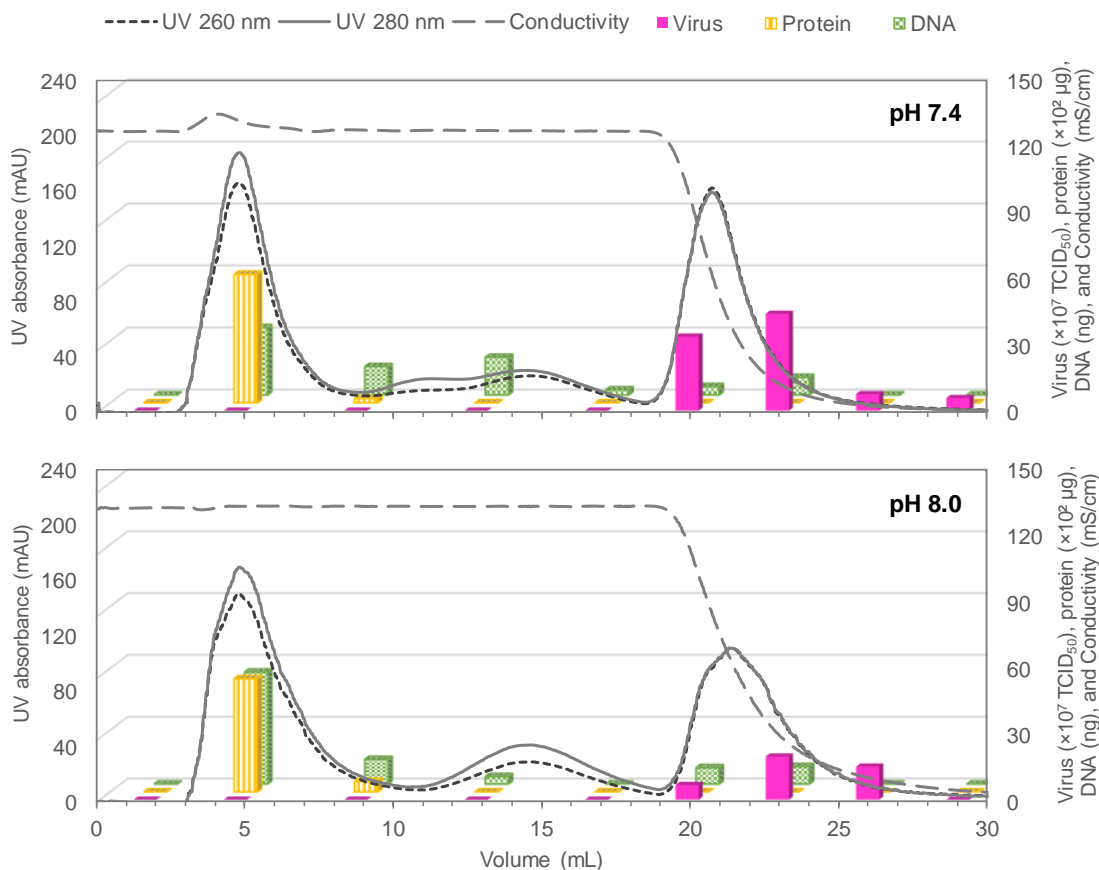 UV 260 nm UV 280 nm Conductivity Virus Protein DNA
pH 7.4
240
200
160
120
80
40
0
UV absorbance (mAU)
150
120
90
60
30
0
Virus (×10⁷ TCID₅₀), protein (×10² µg),
DNA (ng), and Conductivity (mS/cm)
pH 8.0
240
200
160
120
80
40
0
UV absorbance (mAU)
150
120
90
60
30
0
Virus (×10⁷ TCID₅₀), protein (×10² µg),
DNA (ng), and Conductivity (mS/cm)
0 5 10 15 20 25 30
Volume (mL)